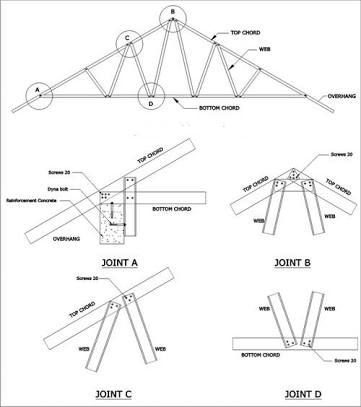 B
TOP CHORD
C
WEB
A
D
OVERHANG
BOTTOM CHORD
TOP CHORD
Screws 20
Dyna bolt
Reinforcement Concrete
BOTTOM CHORD
OVERHANG
JOINT A
Screws 20
TOP CHORD
TOP CHORD
WEB
WEB
JOINT B
Screws 20
TOP CHORD
WEB
WEB
JOINT C
WEB
WEB
BOTTOM CHORD
Screws 20
JOINT D